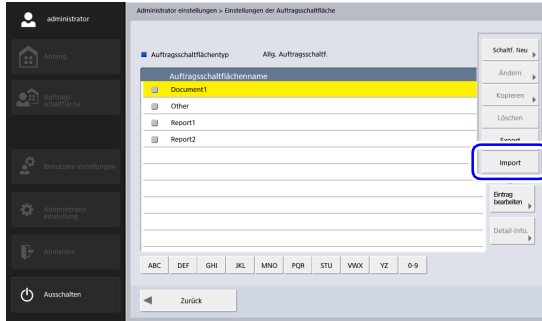 administrator
Administrator einstellungen > Einstellungen der Auftragsschaltfläche
Anfang
Auftrags-
schaltfläche
Benutzere instellungen
Administrator-
einstellung
Abmelden
Ausschalten
Auftragsschaltflächentyp Allg. Auftragsschaltf.
Auftragsschaltflächenname
Document1
Other
Report1
Report2
Schaltf. Neu
Ändern
Kopieren
Löschen
Export
Import
Eintrag
bearbeiten
Detail-Info.
ABC DEF GHI JKL MNO PQR STU VWX YZ 0-9
Zurück